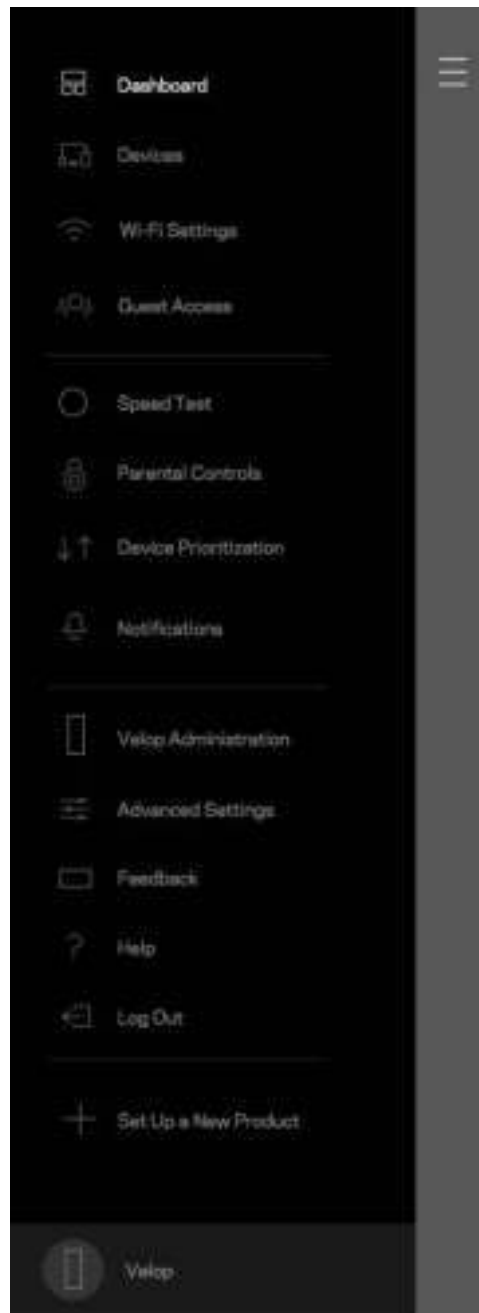 Dashboard
Devices
Wi-Fi Settings
Guest Access
Speed Test
Parental Controls
Device Prioritization
Notifications
Velop Administration
Advanced Settings
Feedback
Help
Log Out
Set Up a New Product
Velop